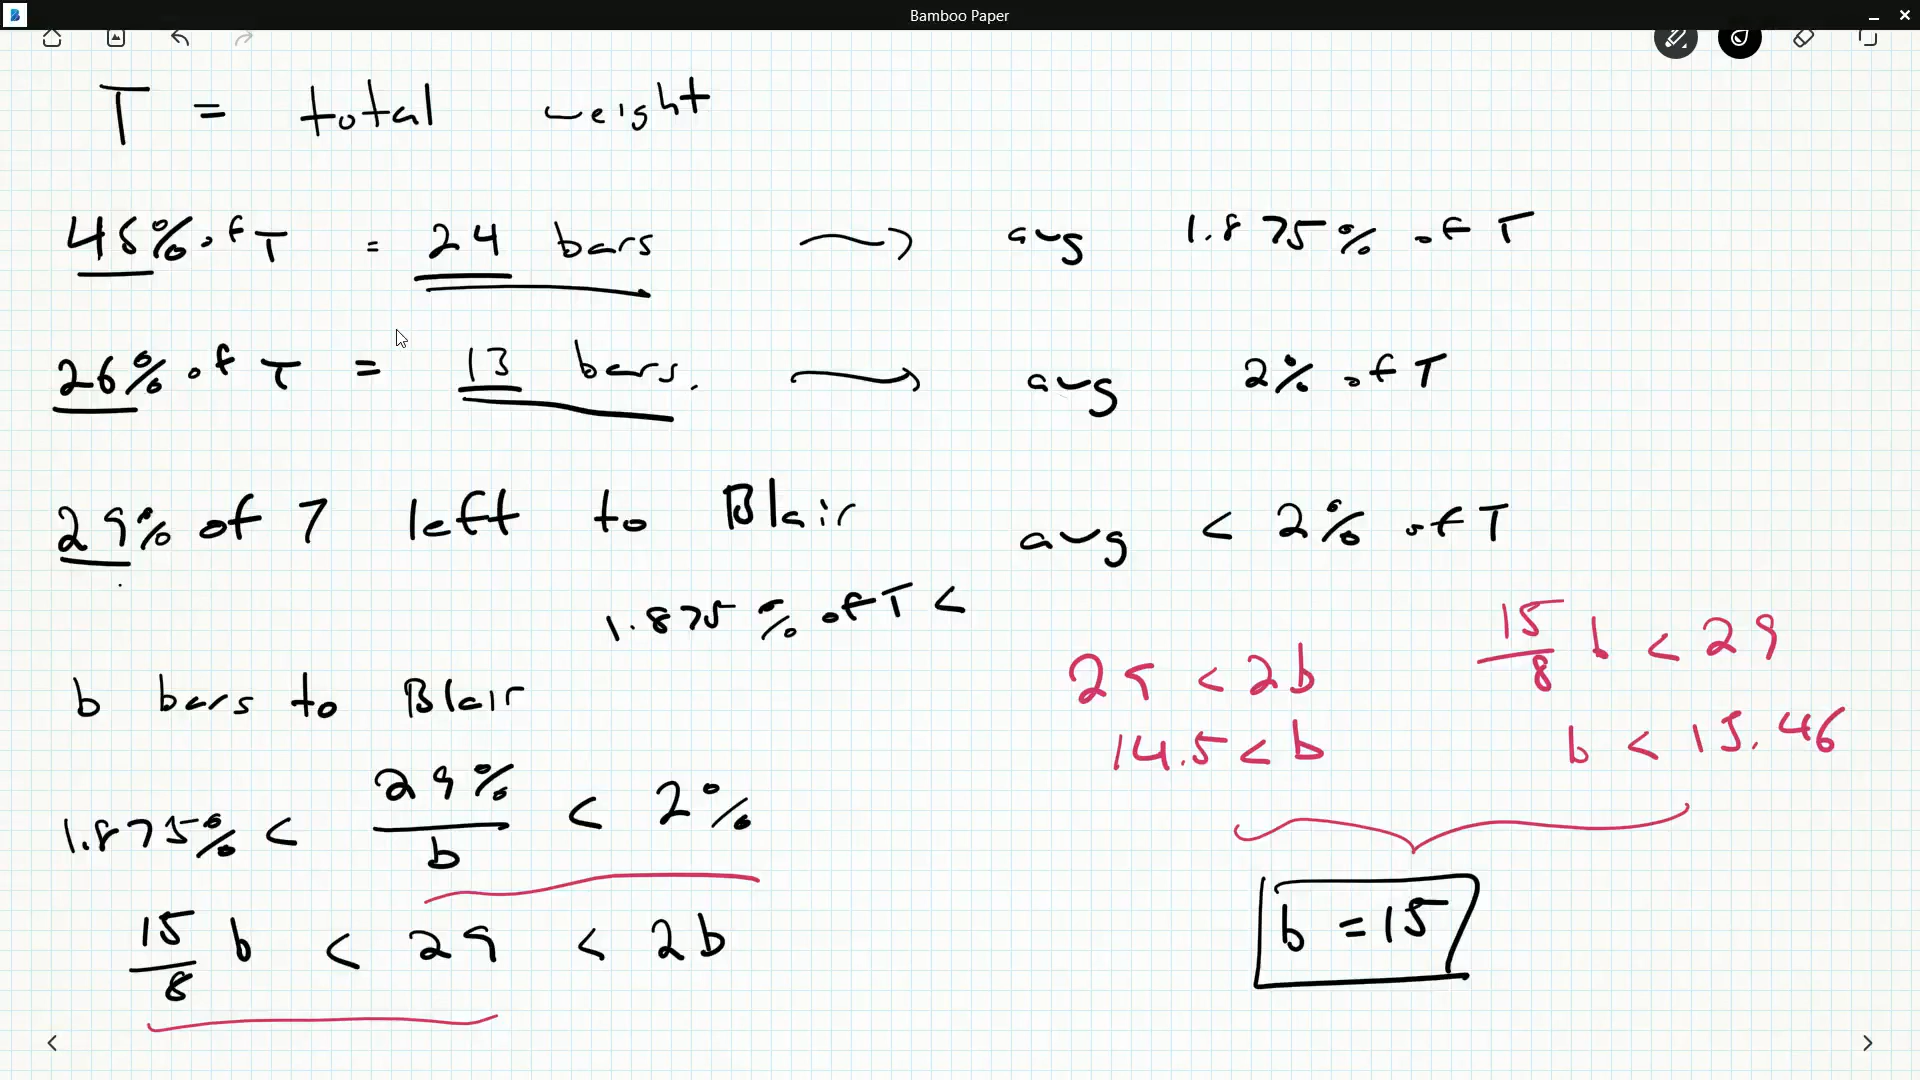 Bamboo Paper
T = total weight
45% of T = 24 bars → avg 1.875% of T
26% of T = 13 bars. → avg 2% of T
29% of T left to Blair avg < 2% of T
1.875% of T <
b bars to Blair
1.875% < 29%/b < 2%
15/8 b < 29 < 2b
29 < 2b
14.5 < b
15/8 b < 29
b < 15.46
b = 15